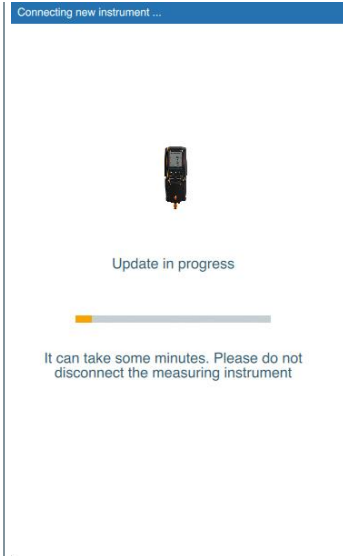 Connecting new instrument ...
Update in progress
It can take some minutes. Please do not
disconnect the measuring instrument